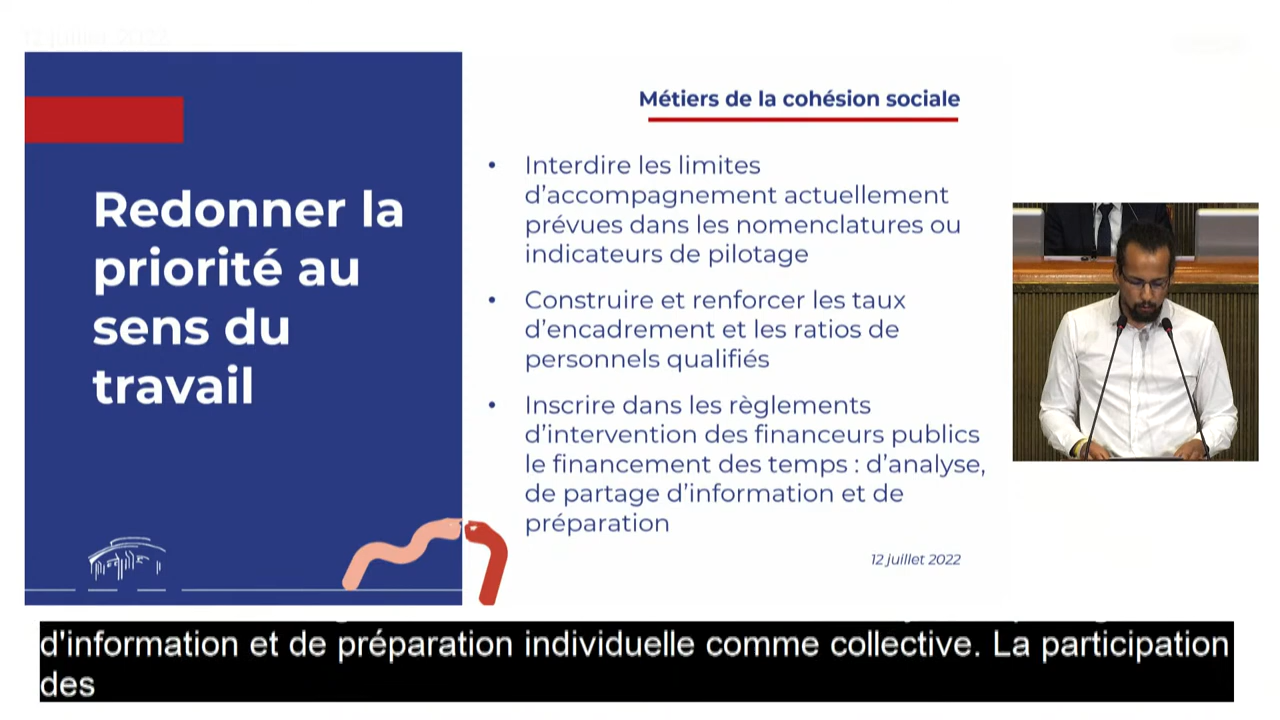 12 juillet 2022
Redonner la
priorité au
sens du
travail
Métiers de la cohésion sociale
• Interdire les limites
d’accompagnement actuellement
prévues dans les nomenclatures ou
indicateurs de pilotage
• Construire et renforcer les taux
d’encadrement et les ratios de
personnels qualifiés
• Inscrire dans les règlements
d’intervention des financeurs publics
le financement des temps : d’analyse,
de partage d’information et de
préparation
12 juillet 2022
d'information et de préparation individuelle comme collective. La participation
des